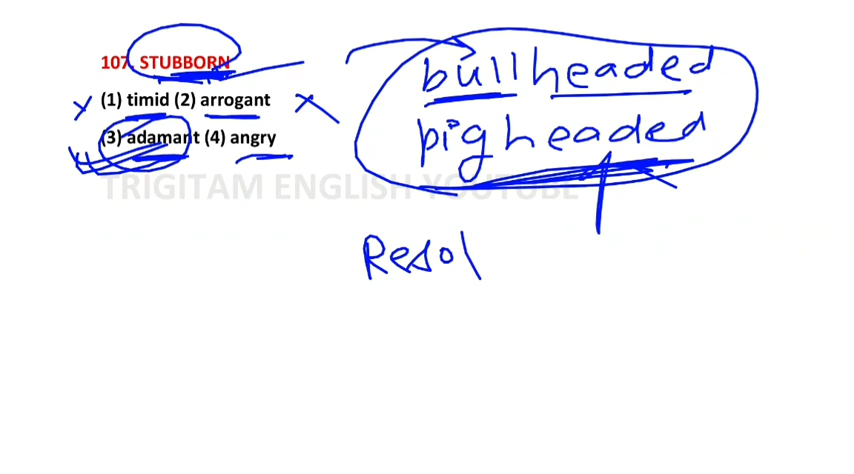 107. STUBBORN
(1) timid (2) arrogant
(3) adamant (4) angry
bullheaded
pigheaded
TRIGITAM ENGLISH YOUTUBE
Resol